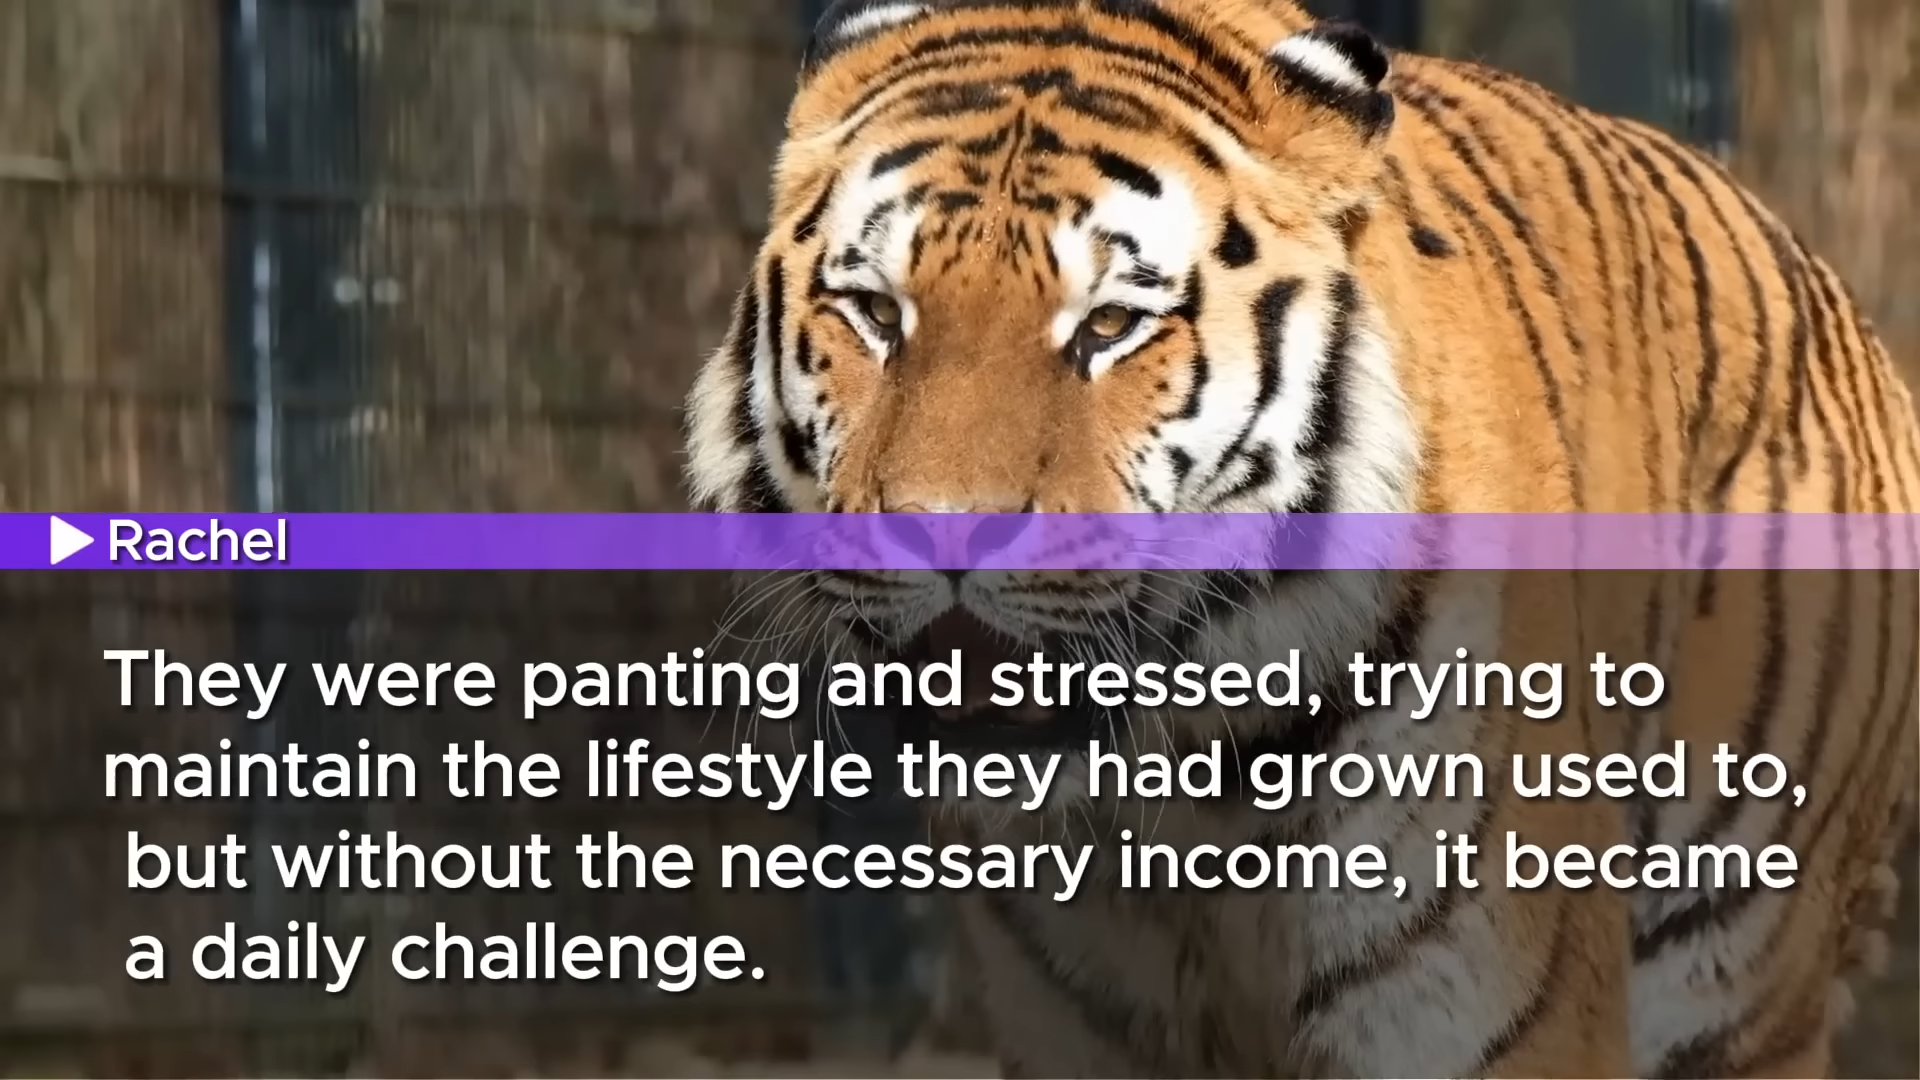 Rachel
They were panting and stressed, trying to
maintain the lifestyle they had grown used to,
but without the necessary income, it became
a daily challenge.